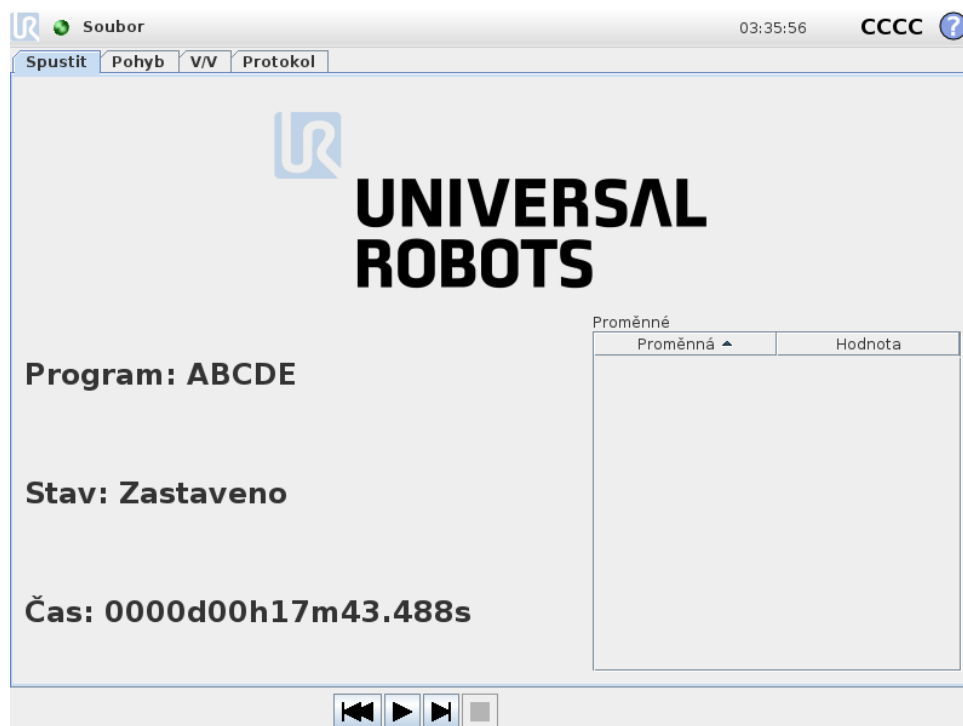 Soubor 03:35:56 CCCC ?
Spustit Pohyb V/V Protokol
UR
UNIVERSAL
ROBOTS
Proměnné
Proměnná Hodnota
Program: ABCDE
Stav: Zastaveno
Čas: 0000d00h17m43.488s